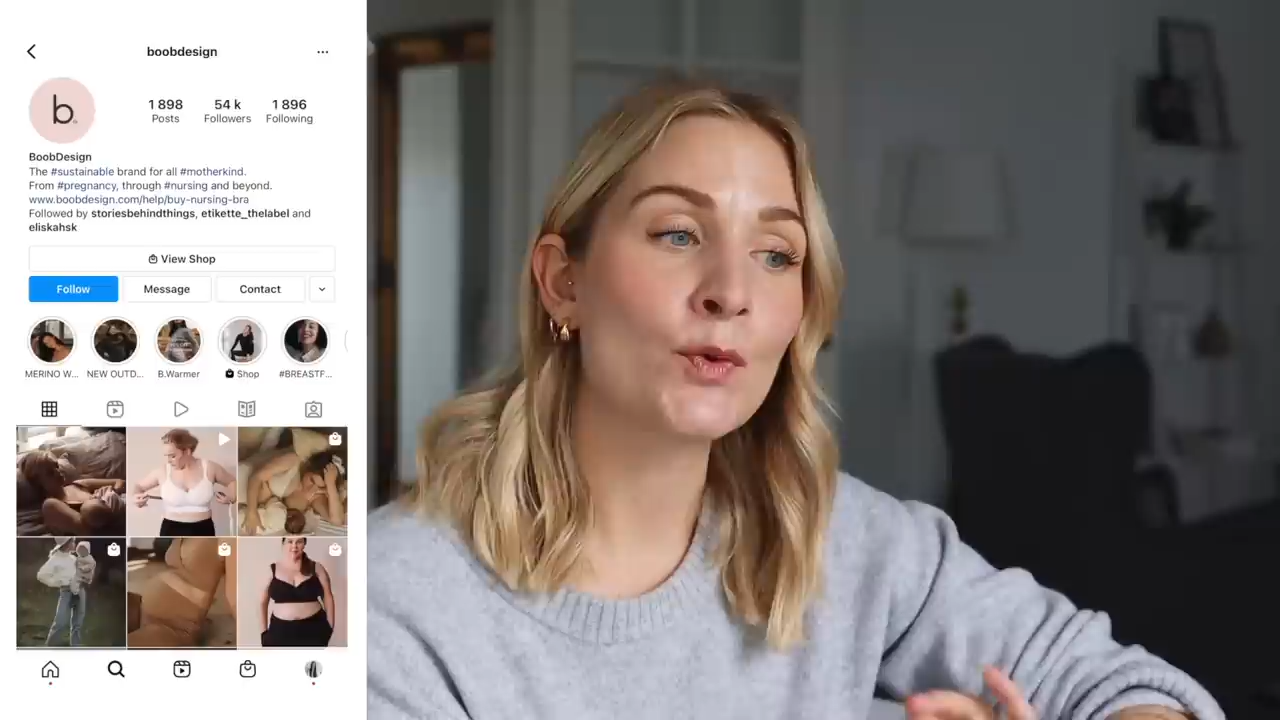 boobdesign
b.
1 898 54 k 1 896
Posts Followers Following
BoobDesign
The #sustainable brand for all #motherkind.
From #pregnancy, through #nursing and beyond.
www.boobdesign.com/help/buy-nursing-bra
Followed by storiesbehindthings, etikette_thelabel and
eliskahsk
View Shop
Follow Message Contact
MERINO W... NEW OUTD... B.Warmer Shop #BREASTF...